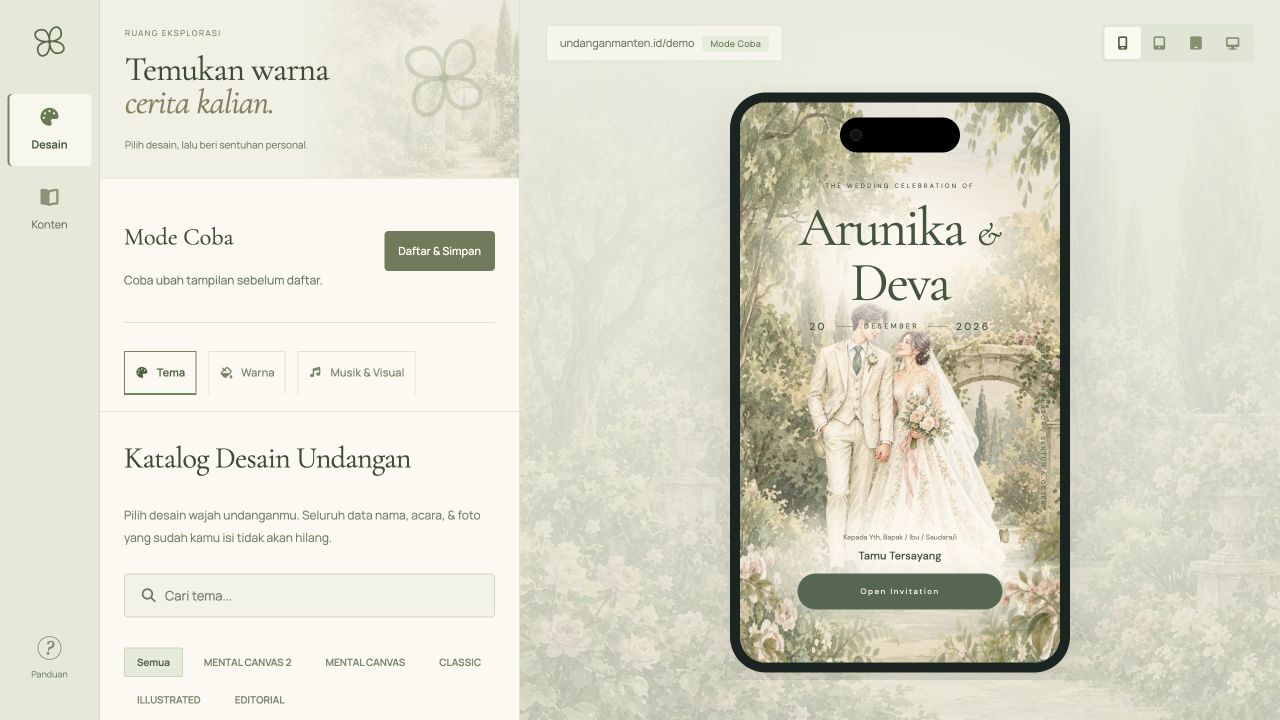 RUANG EKSPLORASI
Temukan warna
cerita kalian.
Pilih desain, lalu beri sentuhan personal.
Desain
Konten
Panduan
Mode Coba
Coba ubah tampilan sebelum daftar.
Daftar & Simpan
Tema
Warna
Musik & Visual
Katalog Desain Undangan
Pilih desain wajah undanganmu. Seluruh data nama, acara, & foto
yang sudah kamu isi tidak akan hilang.
Cari tema...
Semua
MENTAL CANVAS 2
MENTAL CANVAS
CLASSIC
ILLUSTRATED
EDITORIAL
undanganmanten.id/demo
Mode Coba
THE WEDDING CELEBRATION OF
Arunika &
Deva
20 DESEMBER 2026
Kepada Yth. Bapak / Ibu / Saudara/i
Tamu Tersayang
Open Invitation